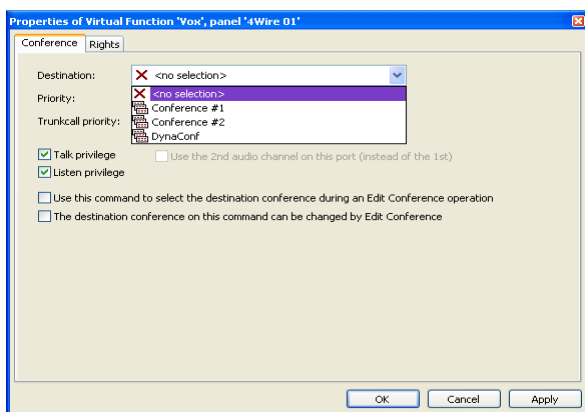 Properties of Virtual Function 'Vox', panel '4Wire 01'
Conference
Rights
Destination:
<no selection>
<no selection>
Priority:
Conference #1
Trunkcall priority:
Conference #2
DynaConf
Talk privilege
Use the 2nd audio channel on this port (instead of the 1st)
Listen privilege
Use this command to select the destination conference during an Edit Conference operation
The destination conference on this command can be changed by Edit Conference
OK
Cancel
Apply